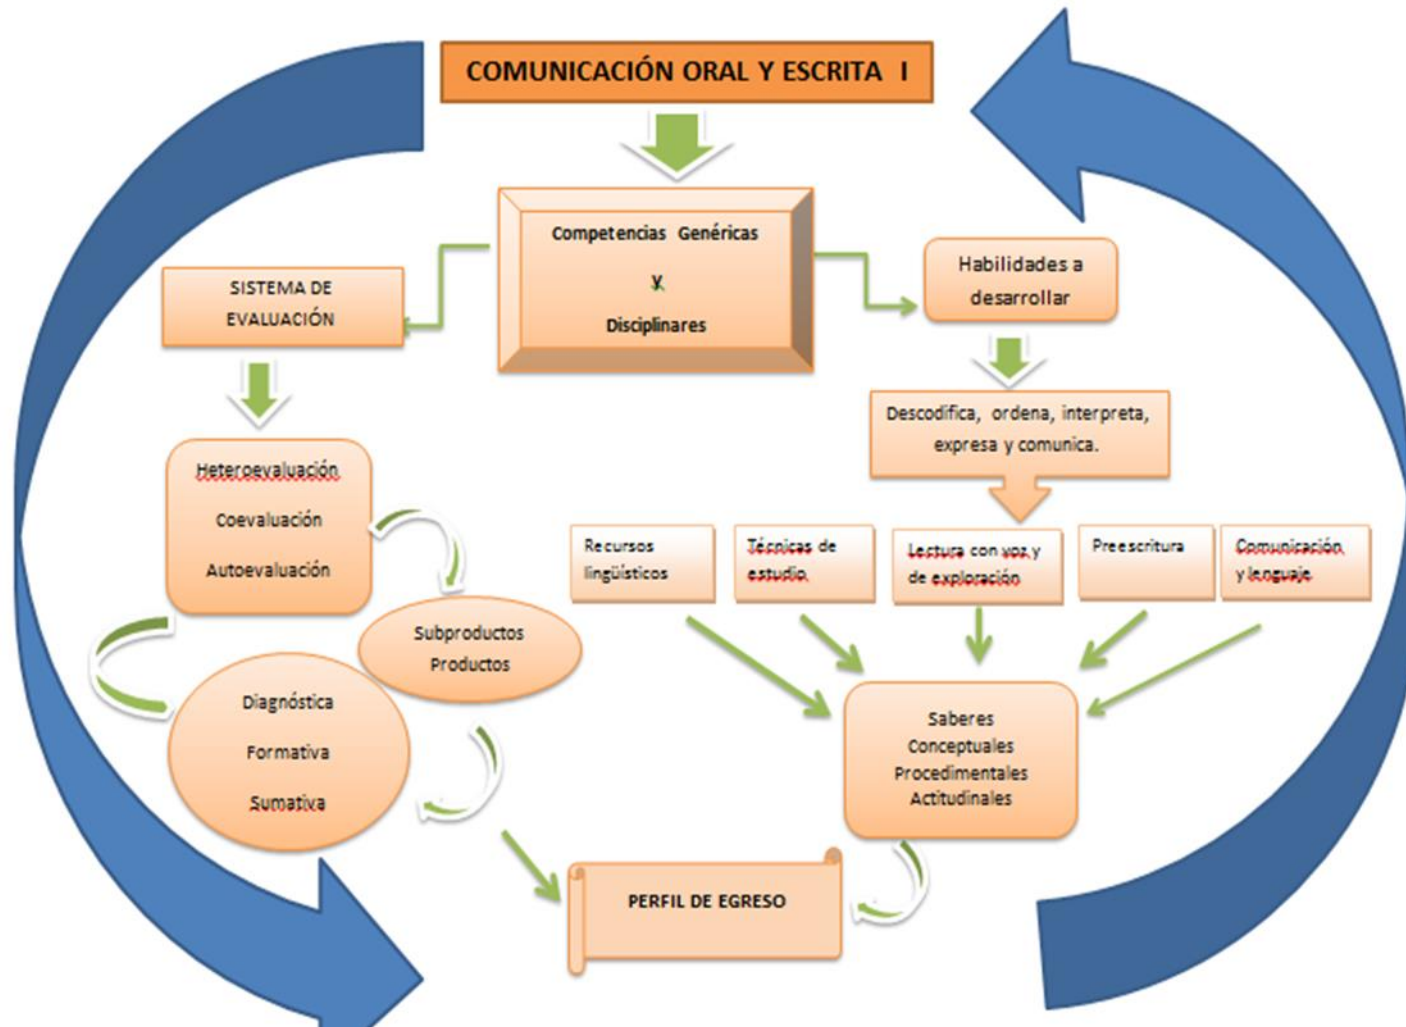 COMUNICACIÓN ORAL Y ESCRITA I
Competencias Genéricas
y
Disciplinares
SISTEMA DE
EVALUACIÓN
Habilidades a
desarrollar
Descodifica, ordena, interpreta,
expresa y comunica.
Heteroevaluación
Coevaluación
Autoevaluación
Recursos
lingüísticos
Técnicas de
estudio
Lectura con voz y
de exploración
Preescritura
Comunicación
y lenguaje
Subproductos
Productos
Diagnóstica
Formativa
Sumativa
Saberes
Conceptuales
Procedimentales
Actitudinales
PERFIL DE EGRESO